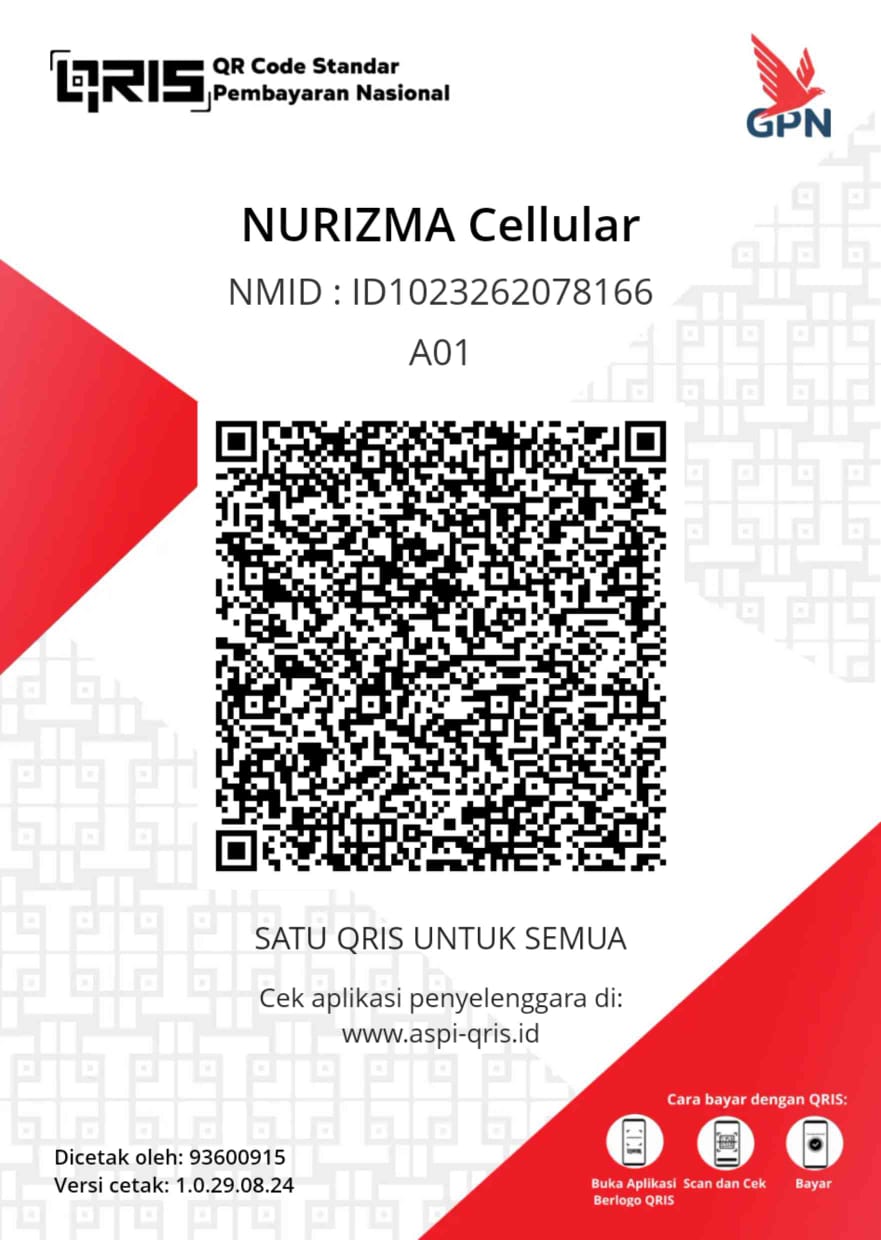 QRIS QR Code Standar
Pembayaran Nasional
GPN
NURIZMA Cellular
NMID : ID1023262078166
A01
SATU QRIS UNTUK SEMUA
Cek aplikasi penyelenggara di:
www.aspi-qris.id
Cara bayar dengan QRIS:
Buka Aplikasi Scan dan Cek Bayar
Berlogo QRIS
Dicetak oleh: 93600915
Versi cetak: 1.0.29.08.24